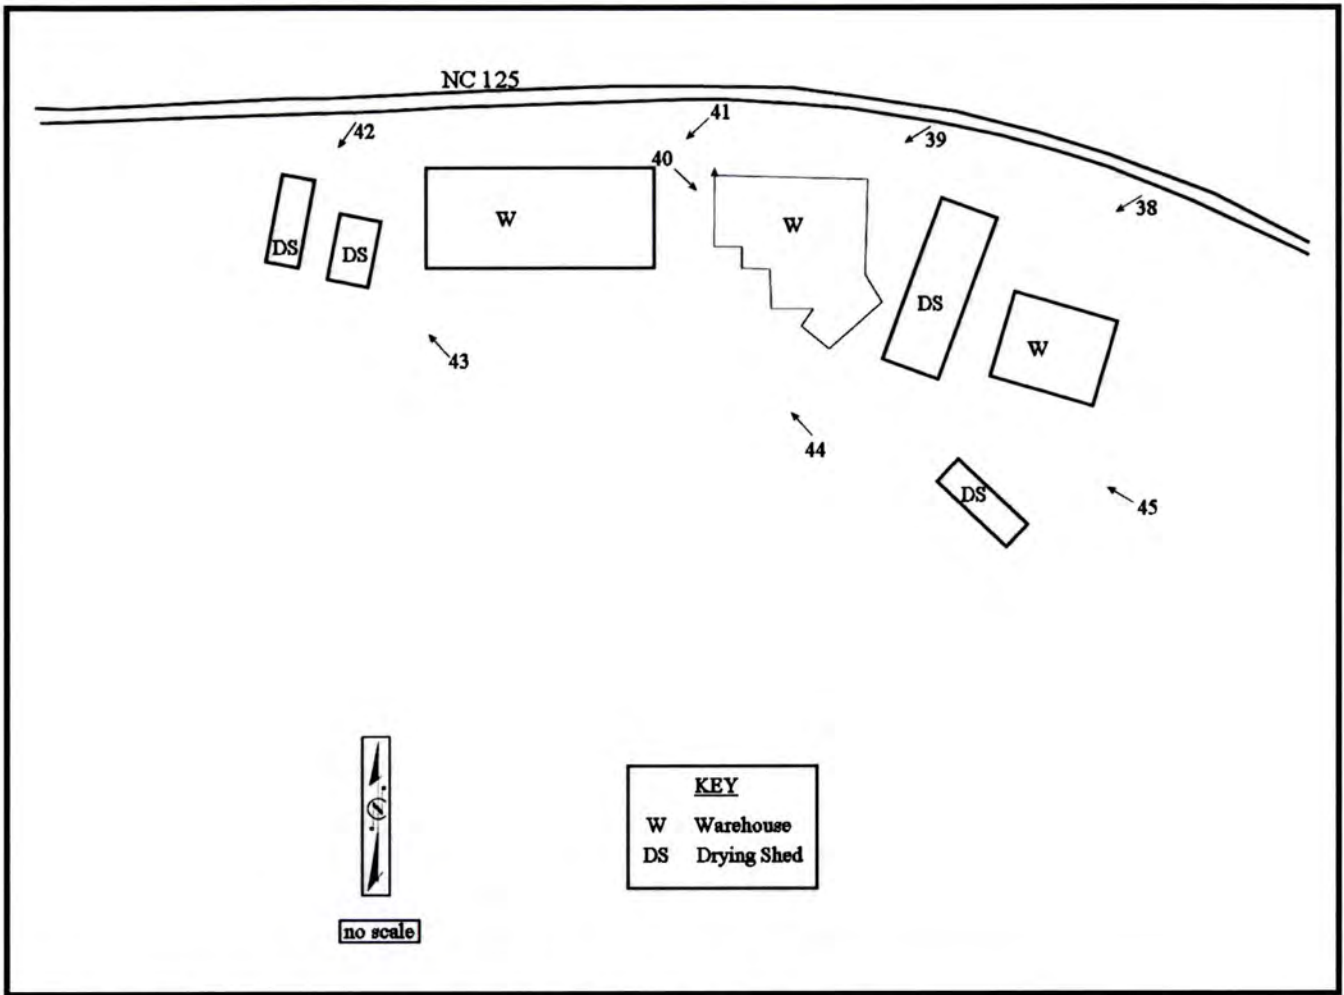 NC 125
41
42
39
40
38
W
W
DS
DS
DS
W
43
44
DS
45
KEY
W Warehouse
DS Drying Shed
N
no scale